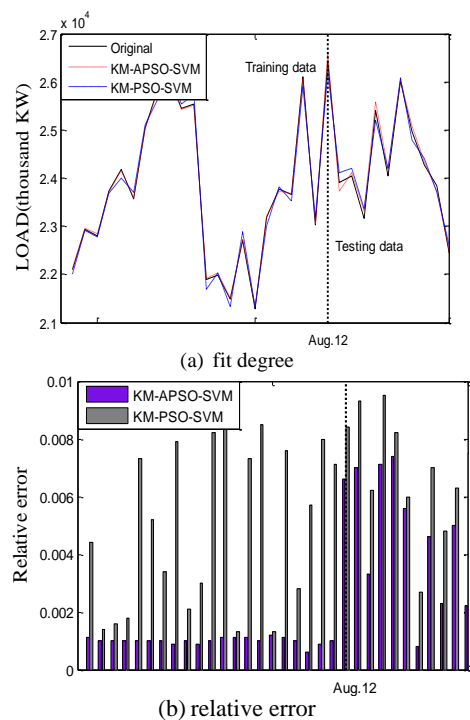 x 10^4
2.7
Original
KM-APSO-SVM
KM-PSO-SVM
Training data
2.6
2.5
2.4
2.3
2.2
2.1
LOAD(thousand KW)
Testing data
Aug.12
(a) fit degree
0.01
KM-APSO-SVM
KM-PSO-SVM
0.008
0.006
0.004
0.002
0
Relative error
Aug.12
(b) relative error